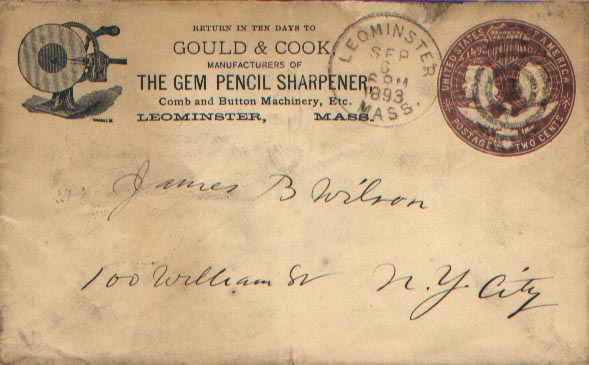 RETURN IN TEN DAYS TO
GOULD & COOK,
MANUFACTURERS OF
THE GEM PENCIL SHARPENER,
Comb and Button Machinery, Etc.
LEOMINSTER, MASS.
LEOMINSTER
SEP
6
PM
1893
MASS.
UNITED STATES OF AMERICA
1492
POSTAGE TWO CENTS
James B Wilson
100 William St N.Y. City